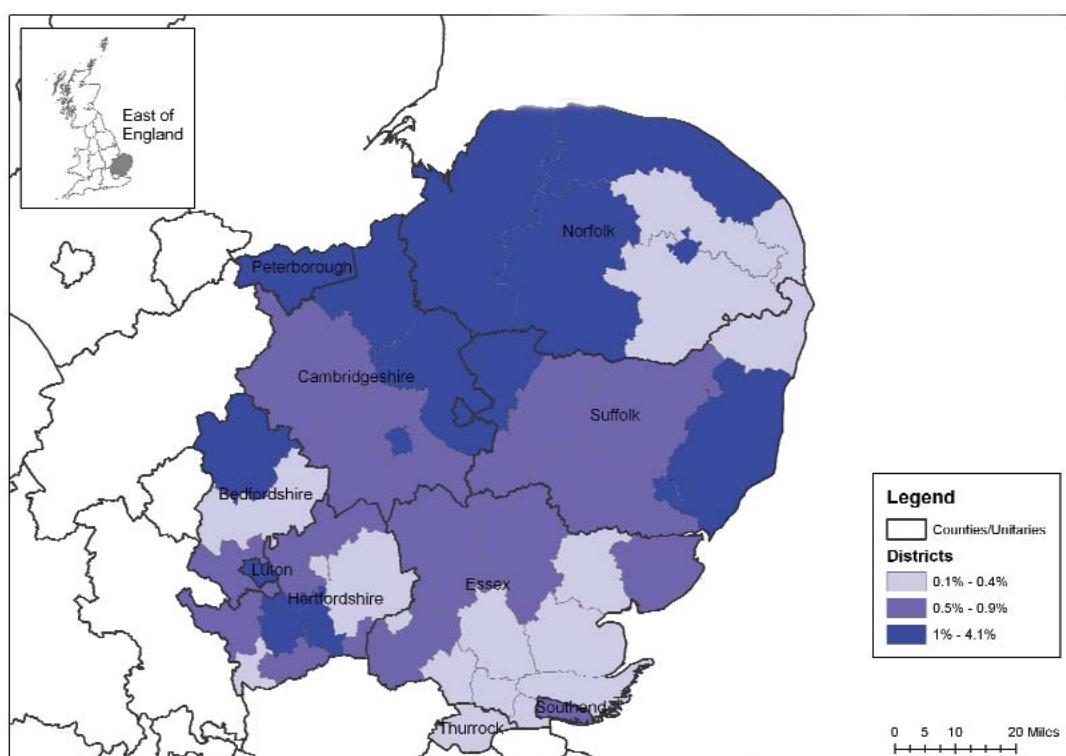 East of
England
Norfolk
Peterborough
Cambridgeshire
Suffolk
Bedfordshire
Luton
Essex
Hertfordshire
Southend
Thurrock
Legend
Counties/Unitaries
Districts
0.1% - 0.4%
0.5% - 0.9%
1% - 4.1%
0 5 10 20 Miles